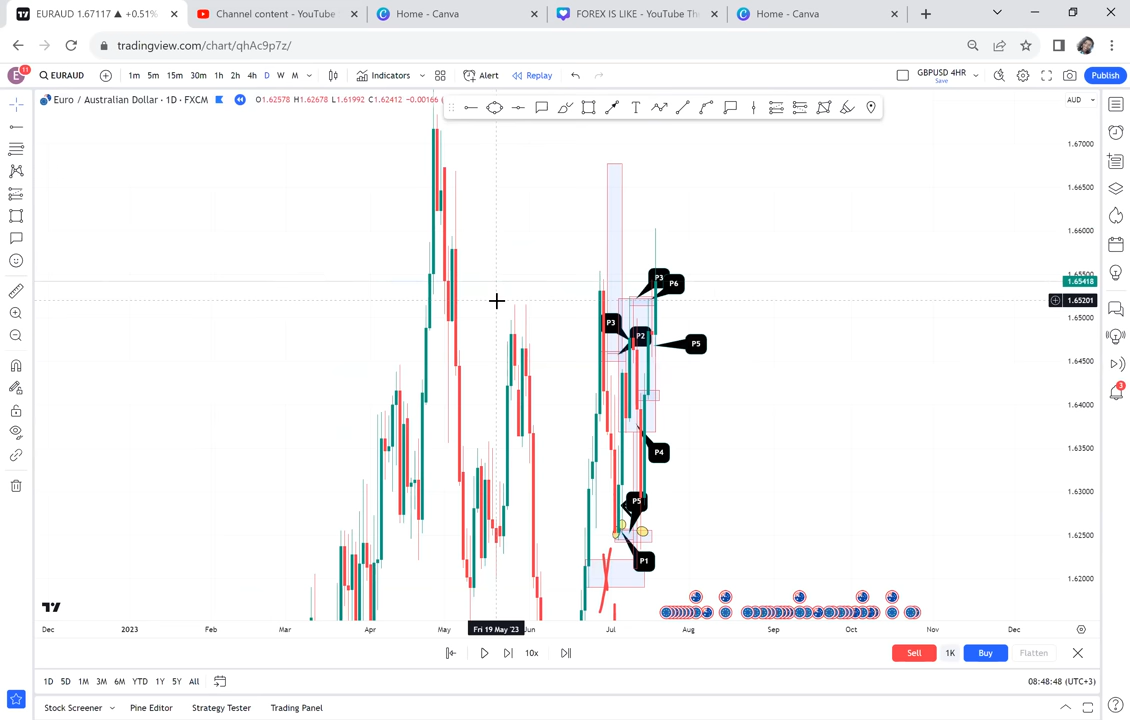 EURAUD 1.67117 ▲ +0.51%
Channel content - YouTube
Home - Canva
FOREX IS LIKE - YouTube Th
Home - Canva
tradingview.com/chart/qhAc9p7z/
E 11 EURAUD 1m 5m 15m 30m 1h 2h 4h D W M Indicators Alert Replay GBPUSD 4HR Save Publish
Euro / Australian Dollar · 1D · FXCM O1.62578 H1.62678 L1.61992 C1.62412 −0.00166 AUD
T
1.67000
1.66500
1.66000
1.65500
1.65418
1.65201
1.65000
1.64500
1.64000
1.63500
1.63000
1.62500
1.62000
P3
P6
P3
P2
P5
P4
P5
P1
3
Dec 2023 Feb Mar Apr May Fri 19 May '23 Jun Jul Aug Sep Oct Nov Dec
10x Sell 1K Buy Flatten
1D 5D 1M 3M 6M YTD 1Y 5Y All 08:48:48 (UTC+3)
Stock Screener Pine Editor Strategy Tester Trading Panel